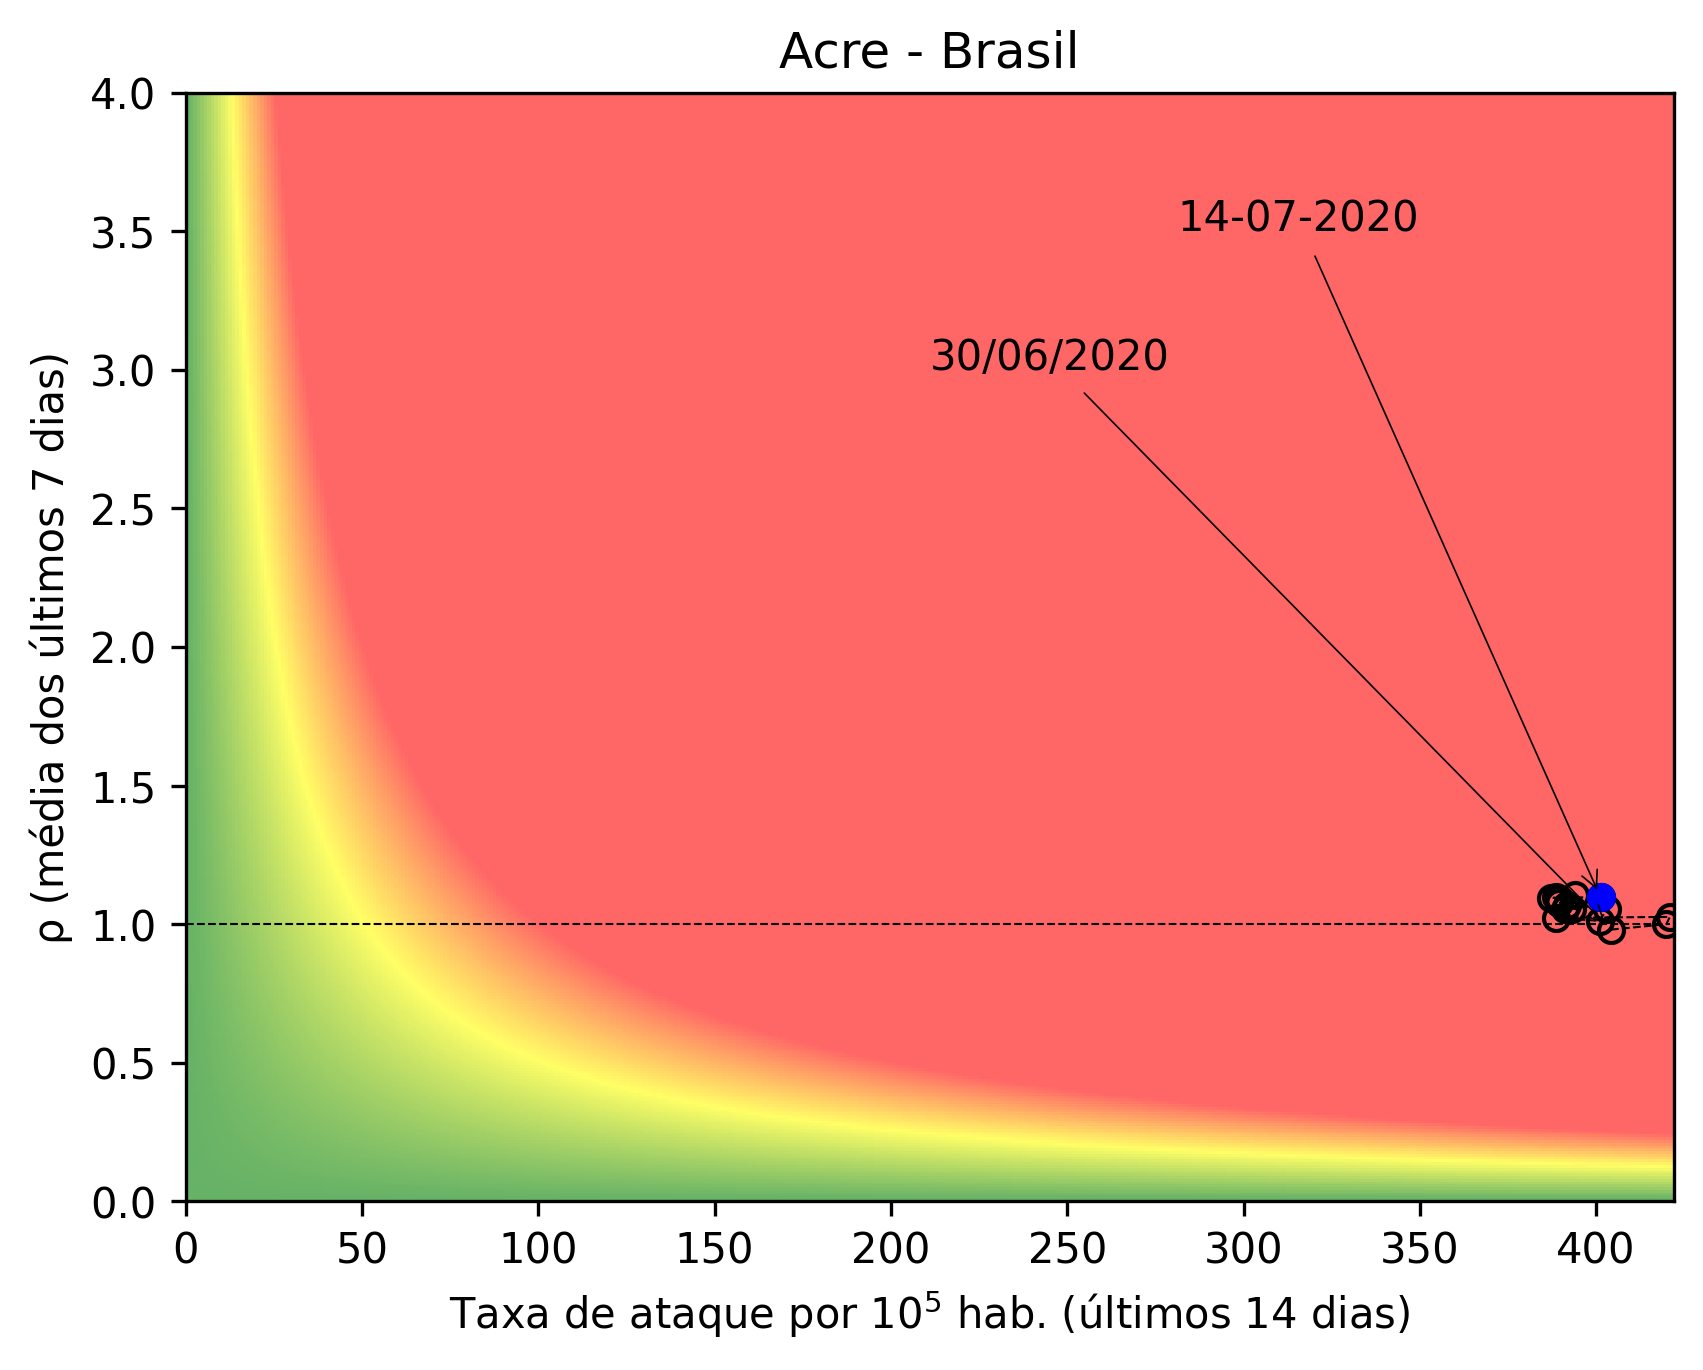 Acre - Brasil
4.0
3.5
3.0
2.5
2.0
1.5
1.0
0.5
0.0
ρ (média dos últimos 7 dias)
14-07-2020
30/06/2020
0 50 100 150 200 250 300 350 400
Taxa de ataque por 10⁵ hab. (últimos 14 dias)